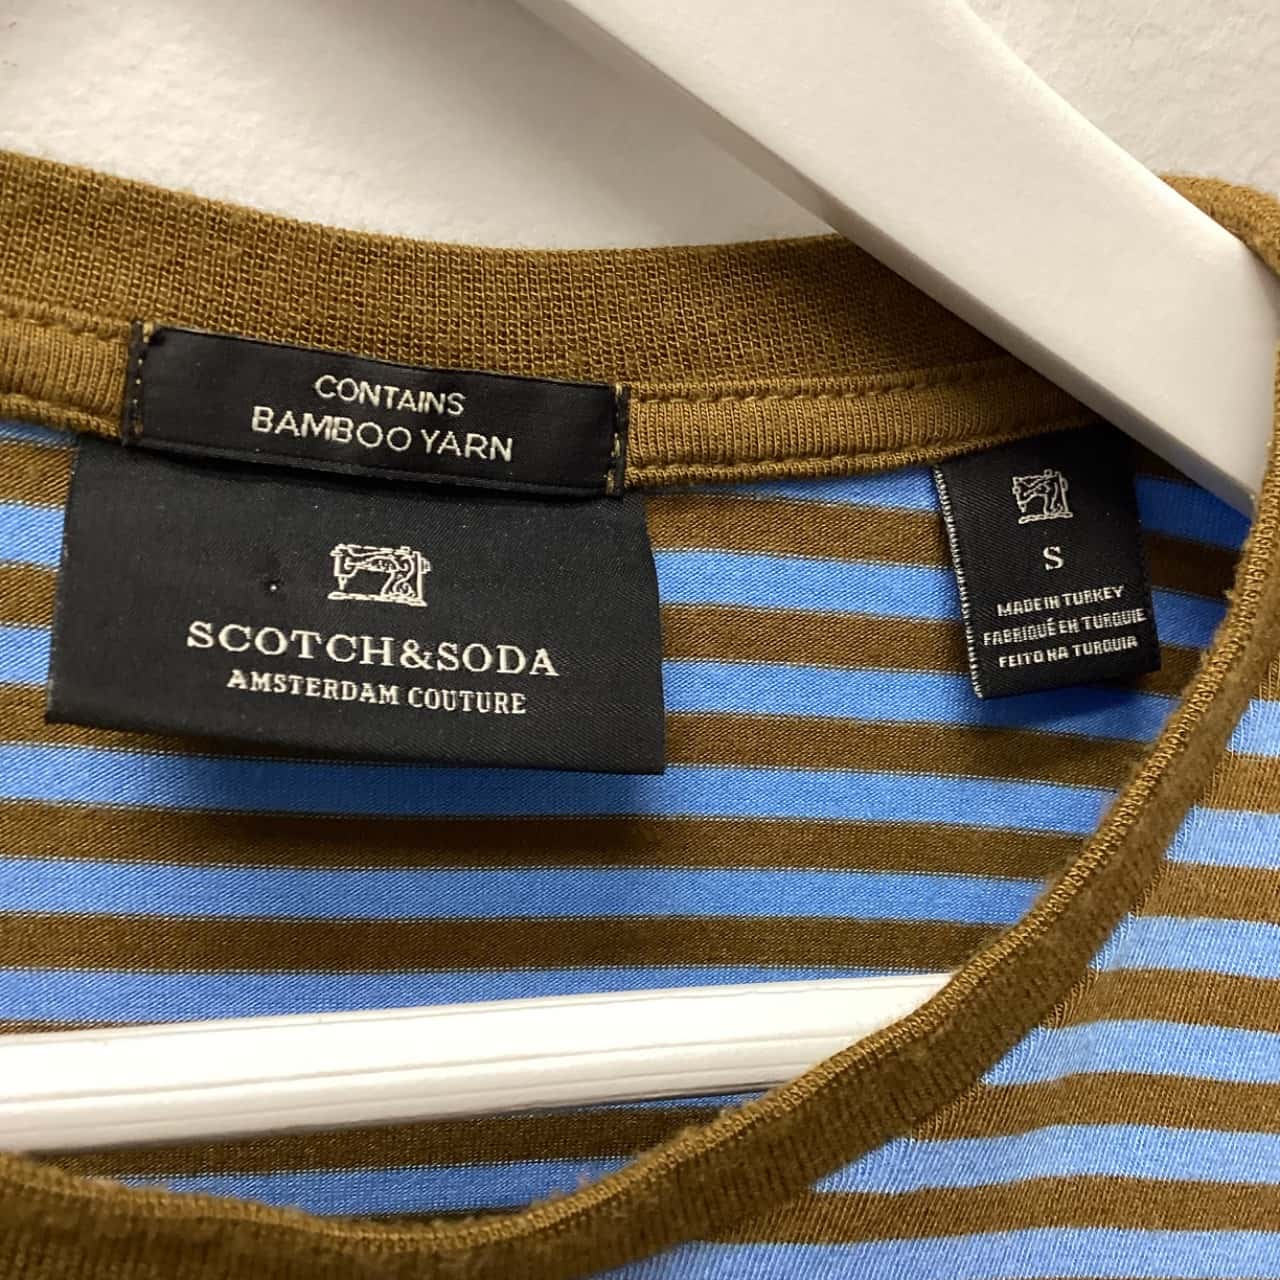 CONTAINS
BAMBOO YARN
SCOTCH&SODA
AMSTERDAM COUTURE
S
MADE IN TURKEY
FABRIQUÉ EN TURQUIE
FEITO NA TURQUIA